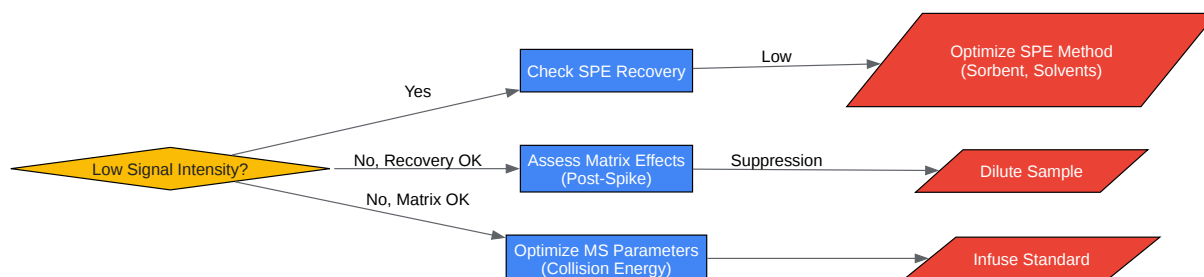 Low Signal Intensity?
Yes
Check SPE Recovery
Low
Optimize SPE Method
(Sorbent, Solvents)
No, Recovery OK
Assess Matrix Effects
(Post-Spike)
Suppression
Dilute Sample
No, Matrix OK
Optimize MS Parameters
(Collision Energy)
Infuse Standard